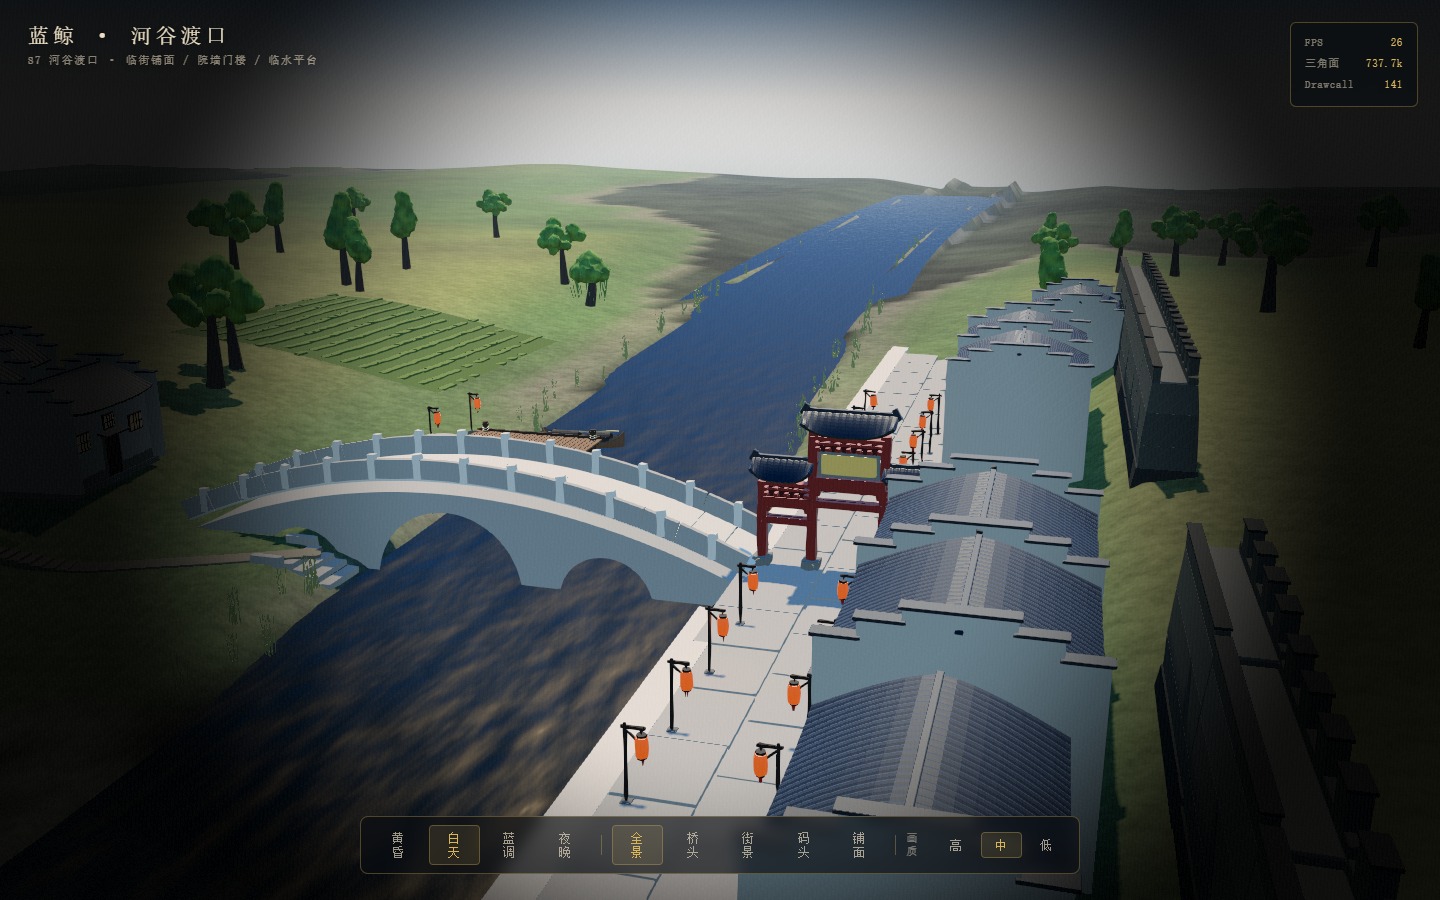 蓝鲸 · 河谷渡口
S7 河谷渡口 - 临街铺面 / 院墙门楼 / 临水平台
FPS 26
三角面 737.7k
Drawcall 141
黄昏 白天 蓝调 夜晚 全景 桥头 街景 码头 铺面 画质 高 中 低